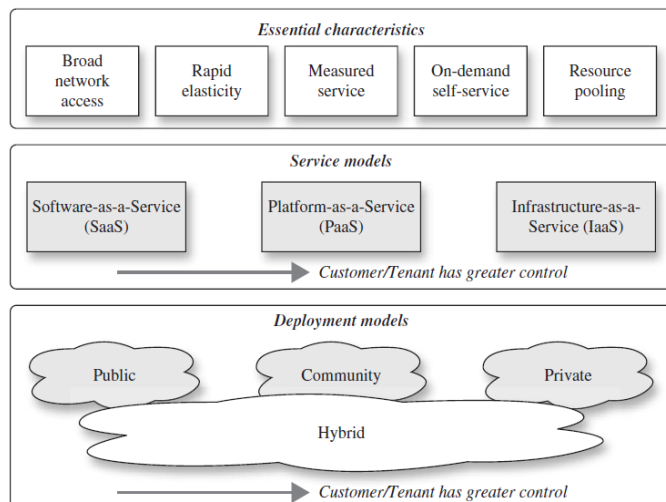 Essential characteristics
Broad
network
access
Rapid
elasticity
Measured
service
On-demand
self-service
Resource
pooling
Service models
Software-as-a-Service
(SaaS)
Platform-as-a-Service
(PaaS)
Infrastructure-as-a-
Service (IaaS)
Customer/Tenant has greater control
Deployment models
Public
Community
Private
Hybrid
Customer/Tenant has greater control